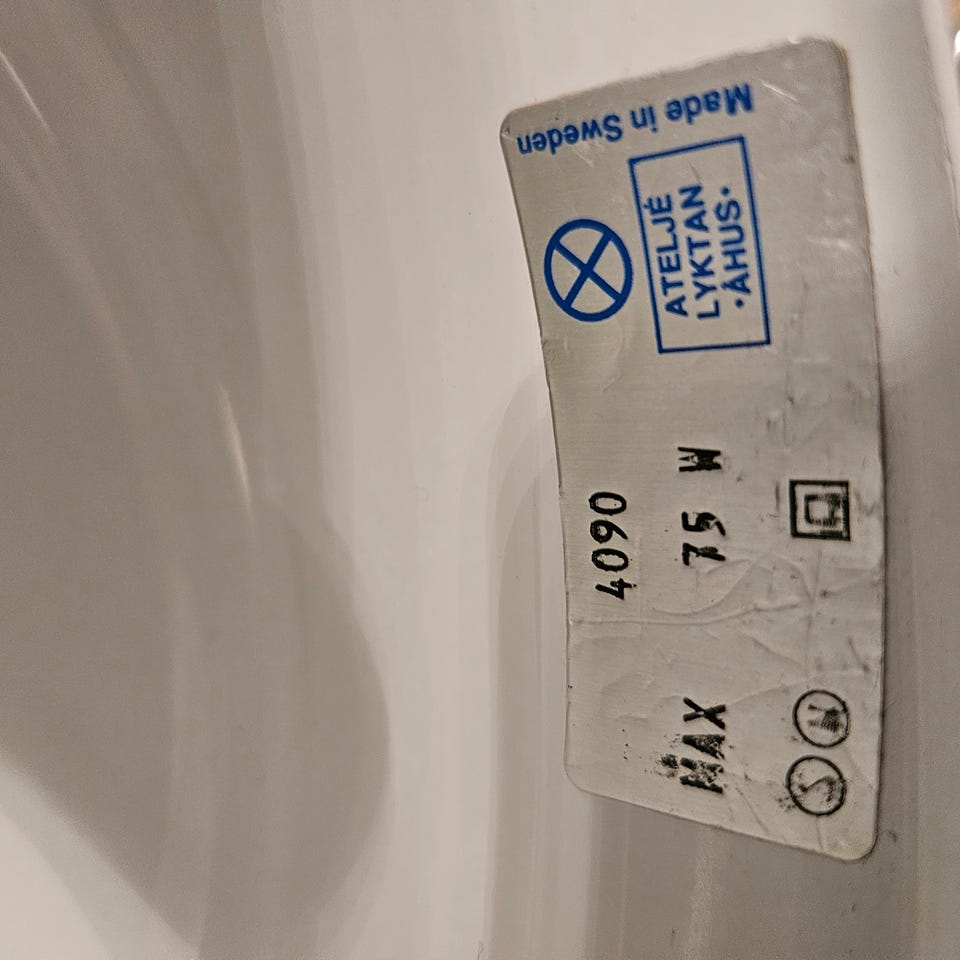 4090
MAX 75 W
S N
ATELJÉ
LYKTAN
·ÅHUS·
Made in Sweden